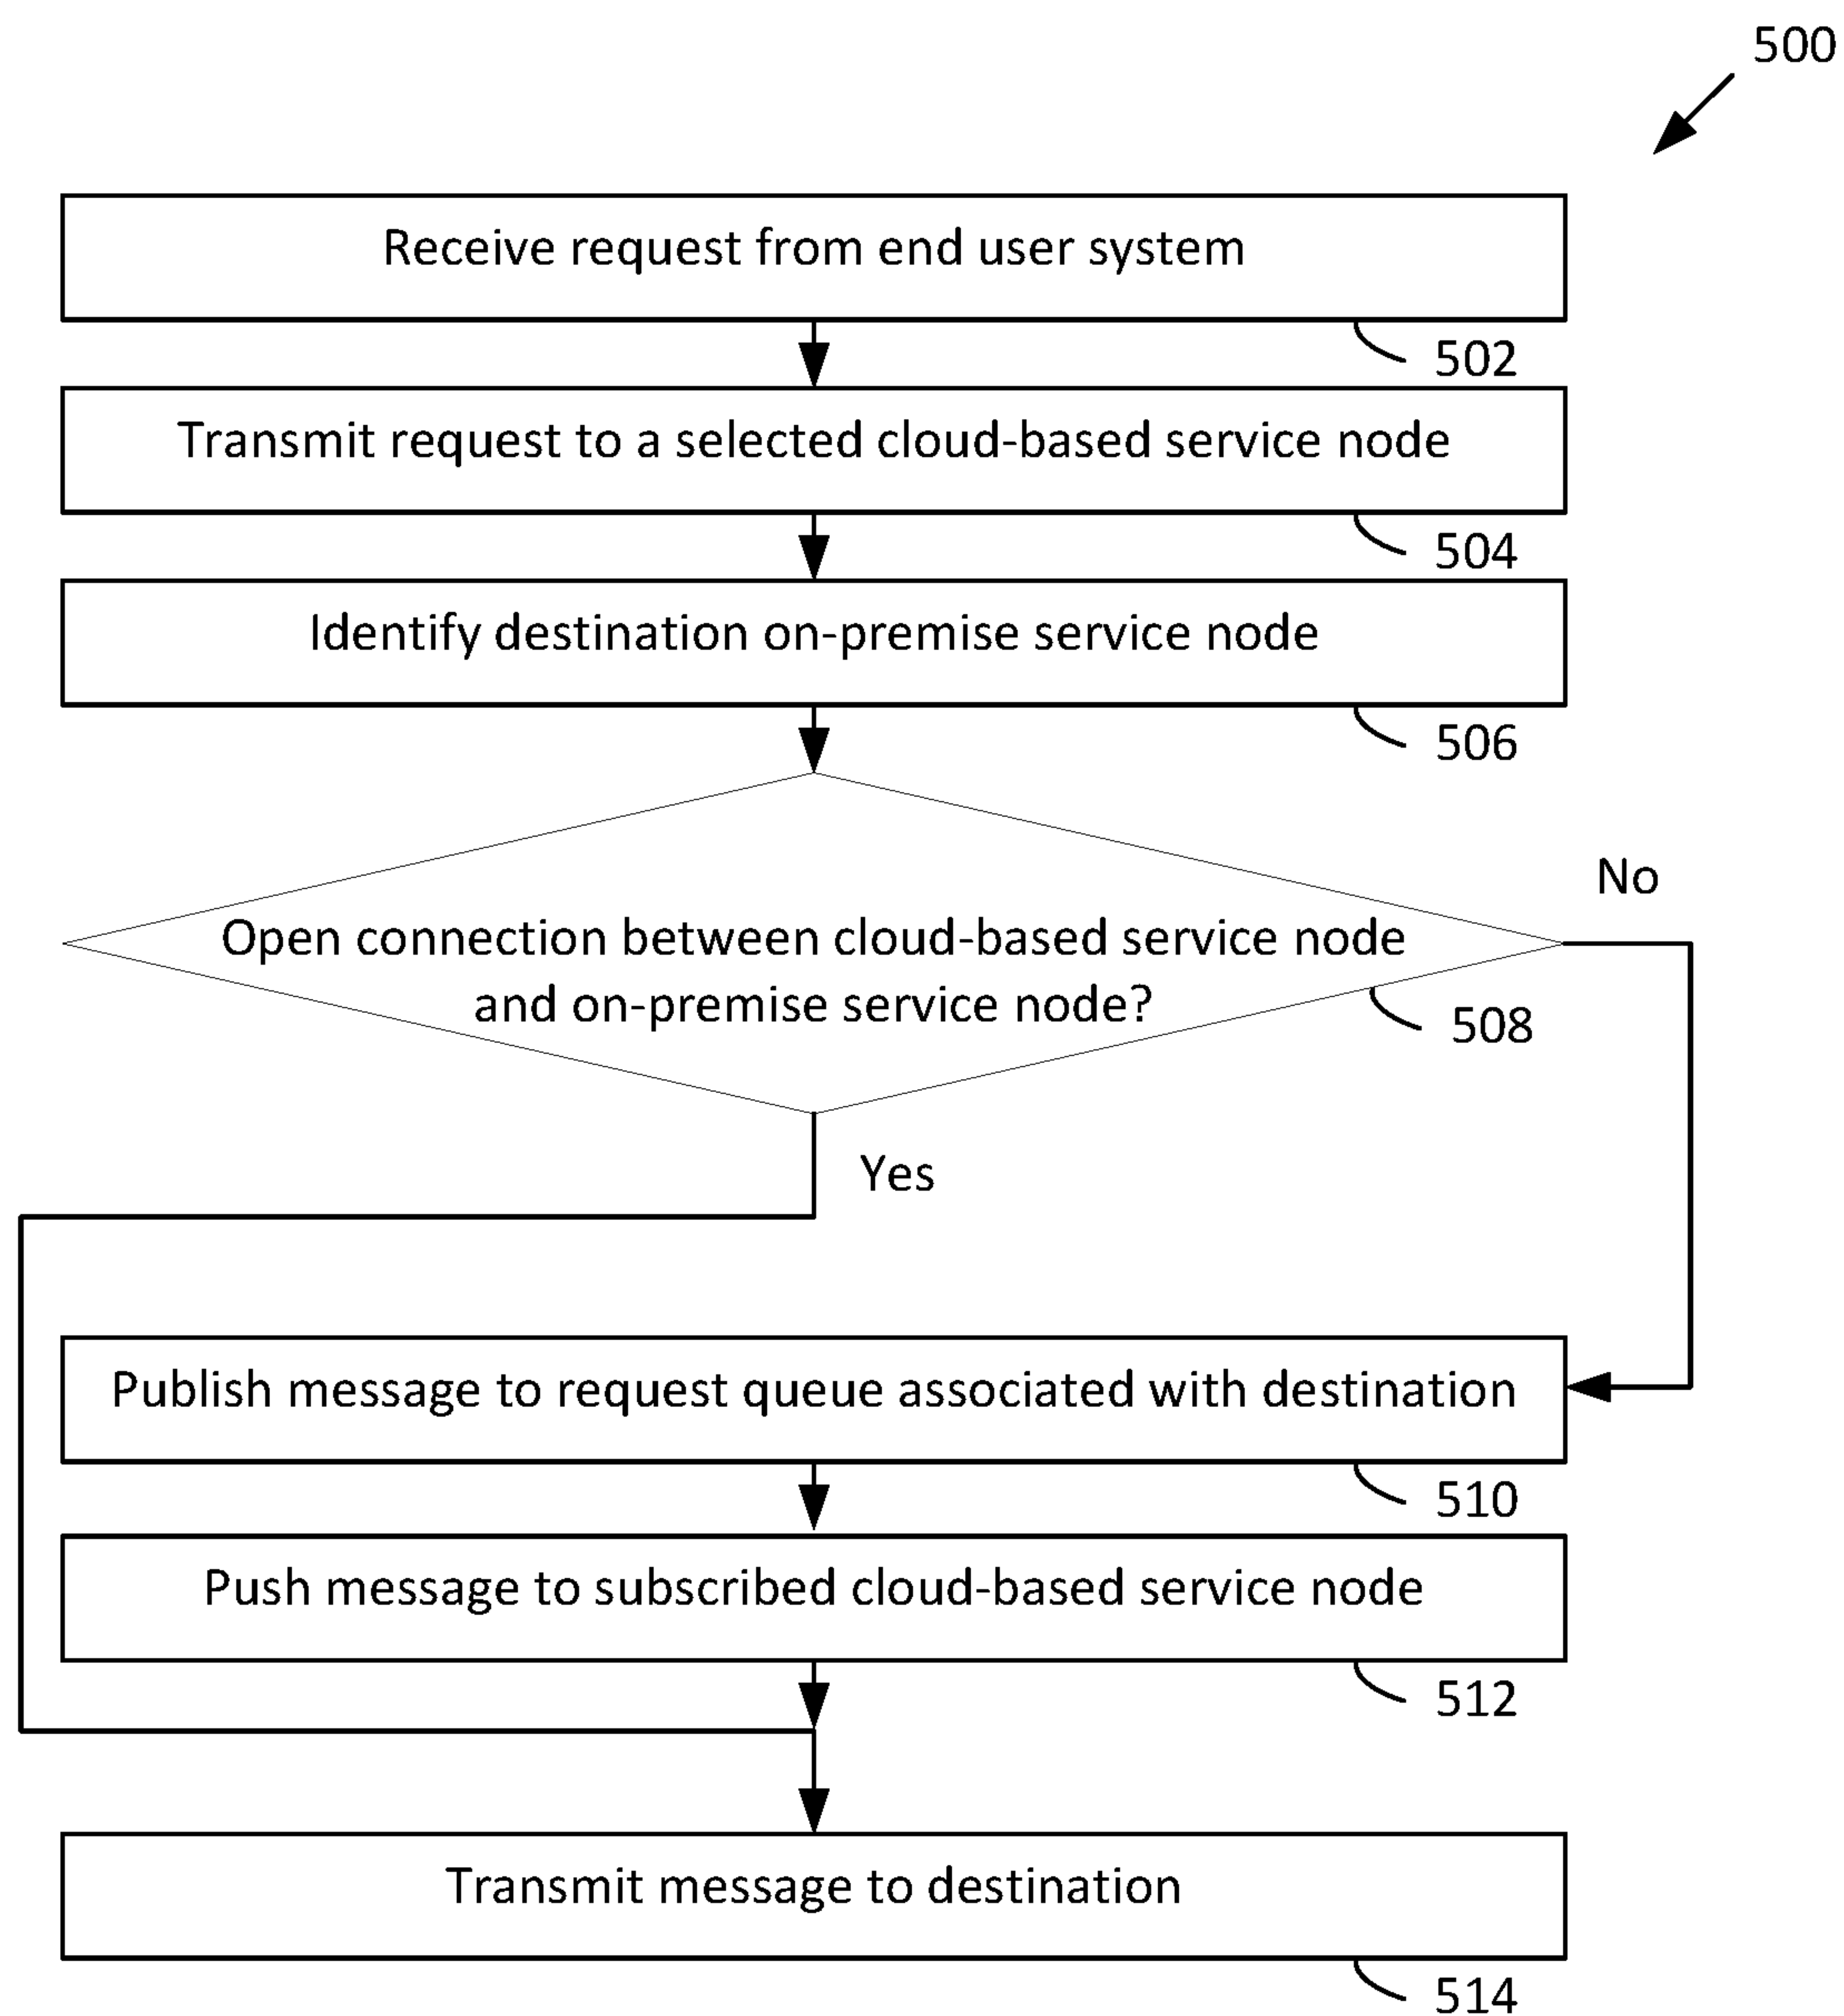 500
Receive request from end user system
502
Transmit request to a selected cloud-based service node
504
Identify destination on-premise service node
506
No
Open connection between cloud-based service node
and on-premise service node?
508
Yes
Publish message to request queue associated with destination
510
Push message to subscribed cloud-based service node
512
Transmit message to destination
514